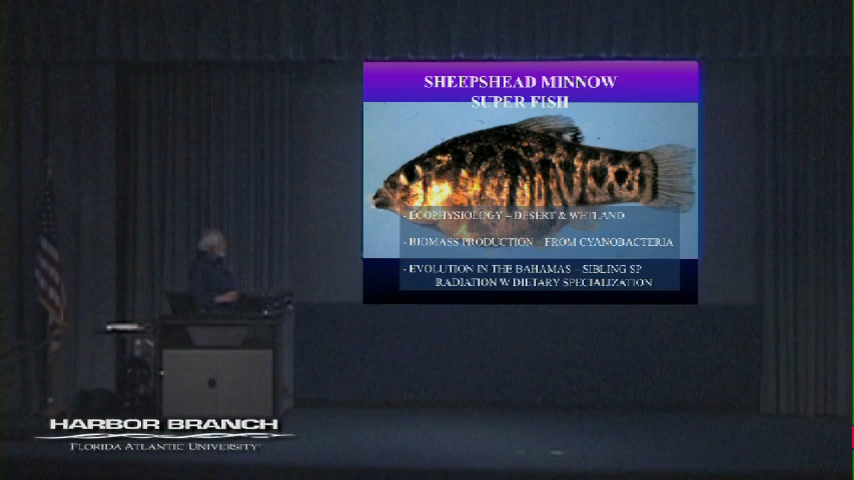 SHEEPSHEAD MINNOW
SUPER FISH
- ECOPHYSIOLOGY – DESERT & WETLAND
- BIOMASS PRODUCTION – FROM CYANOBACTERIA
- EVOLUTION IN THE BAHAMAS – SIBLING SP
RADIATION W DIETARY SPECIALIZATION
HARBOR BRANCH
FLORIDA ATLANTIC UNIVERSITY